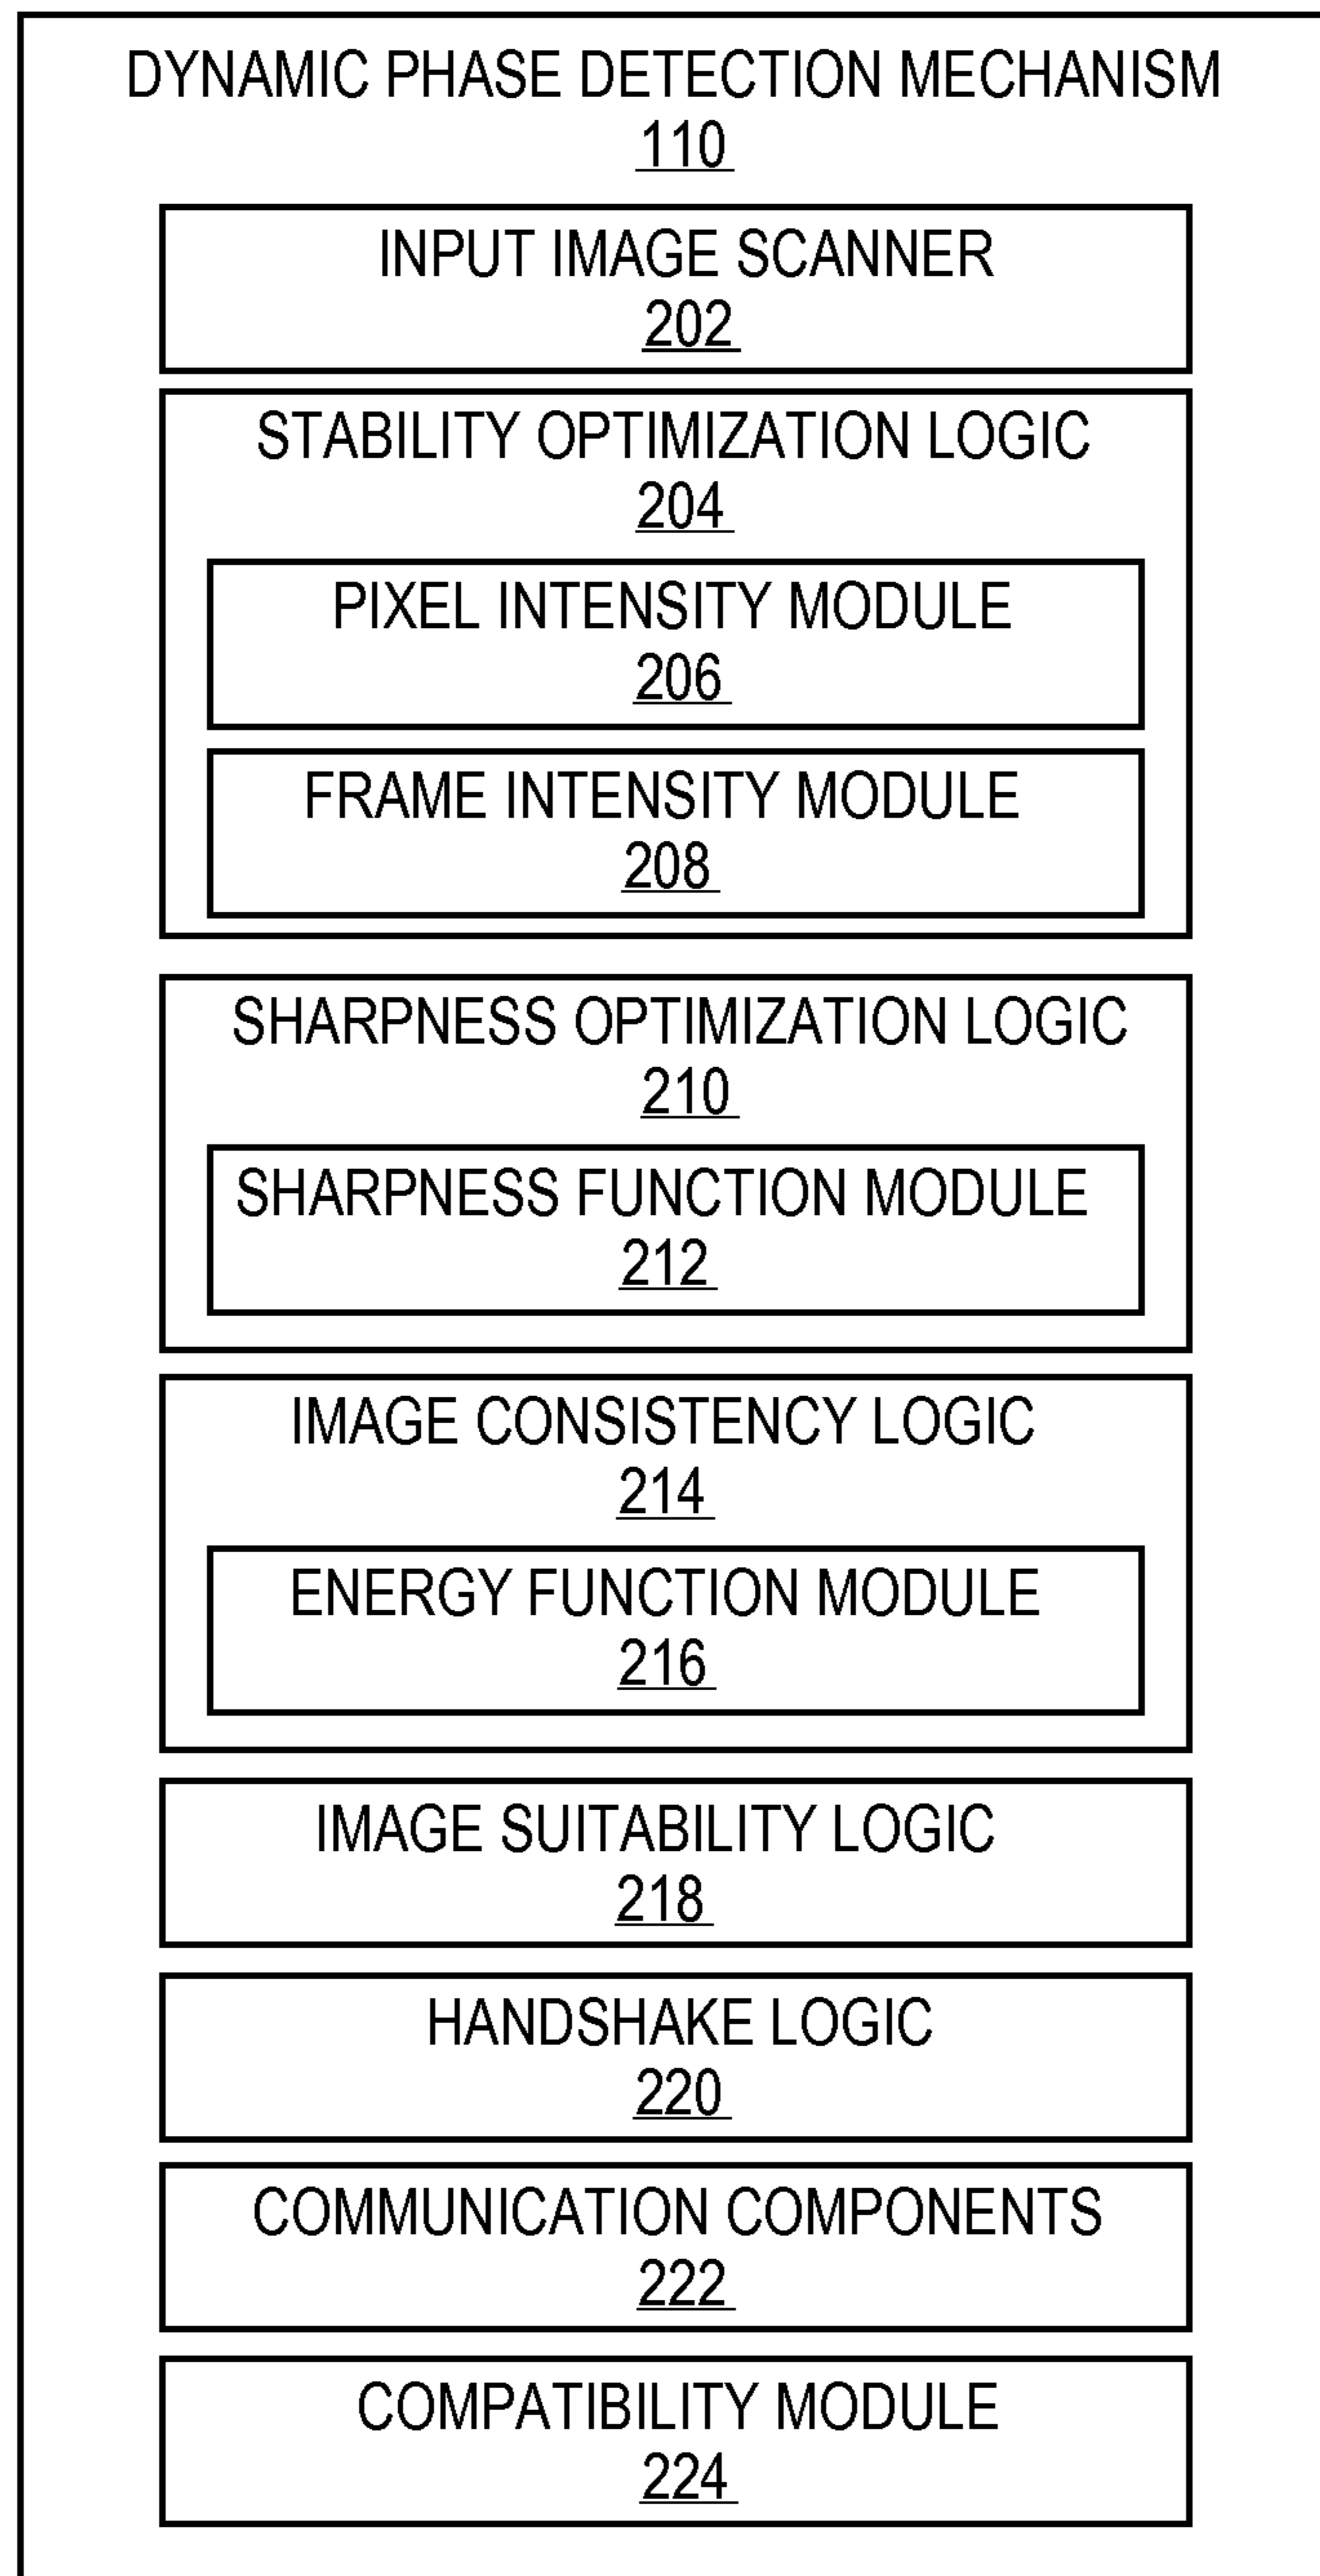 DYNAMIC PHASE DETECTION MECHANISM
110
INPUT IMAGE SCANNER
202
STABILITY OPTIMIZATION LOGIC
204
PIXEL INTENSITY MODULE
206
FRAME INTENSITY MODULE
208
SHARPNESS OPTIMIZATION LOGIC
210
SHARPNESS FUNCTION MODULE
212
IMAGE CONSISTENCY LOGIC
214
ENERGY FUNCTION MODULE
216
IMAGE SUITABILITY LOGIC
218
HANDSHAKE LOGIC
220
COMMUNICATION COMPONENTS
222
COMPATIBILITY MODULE
224